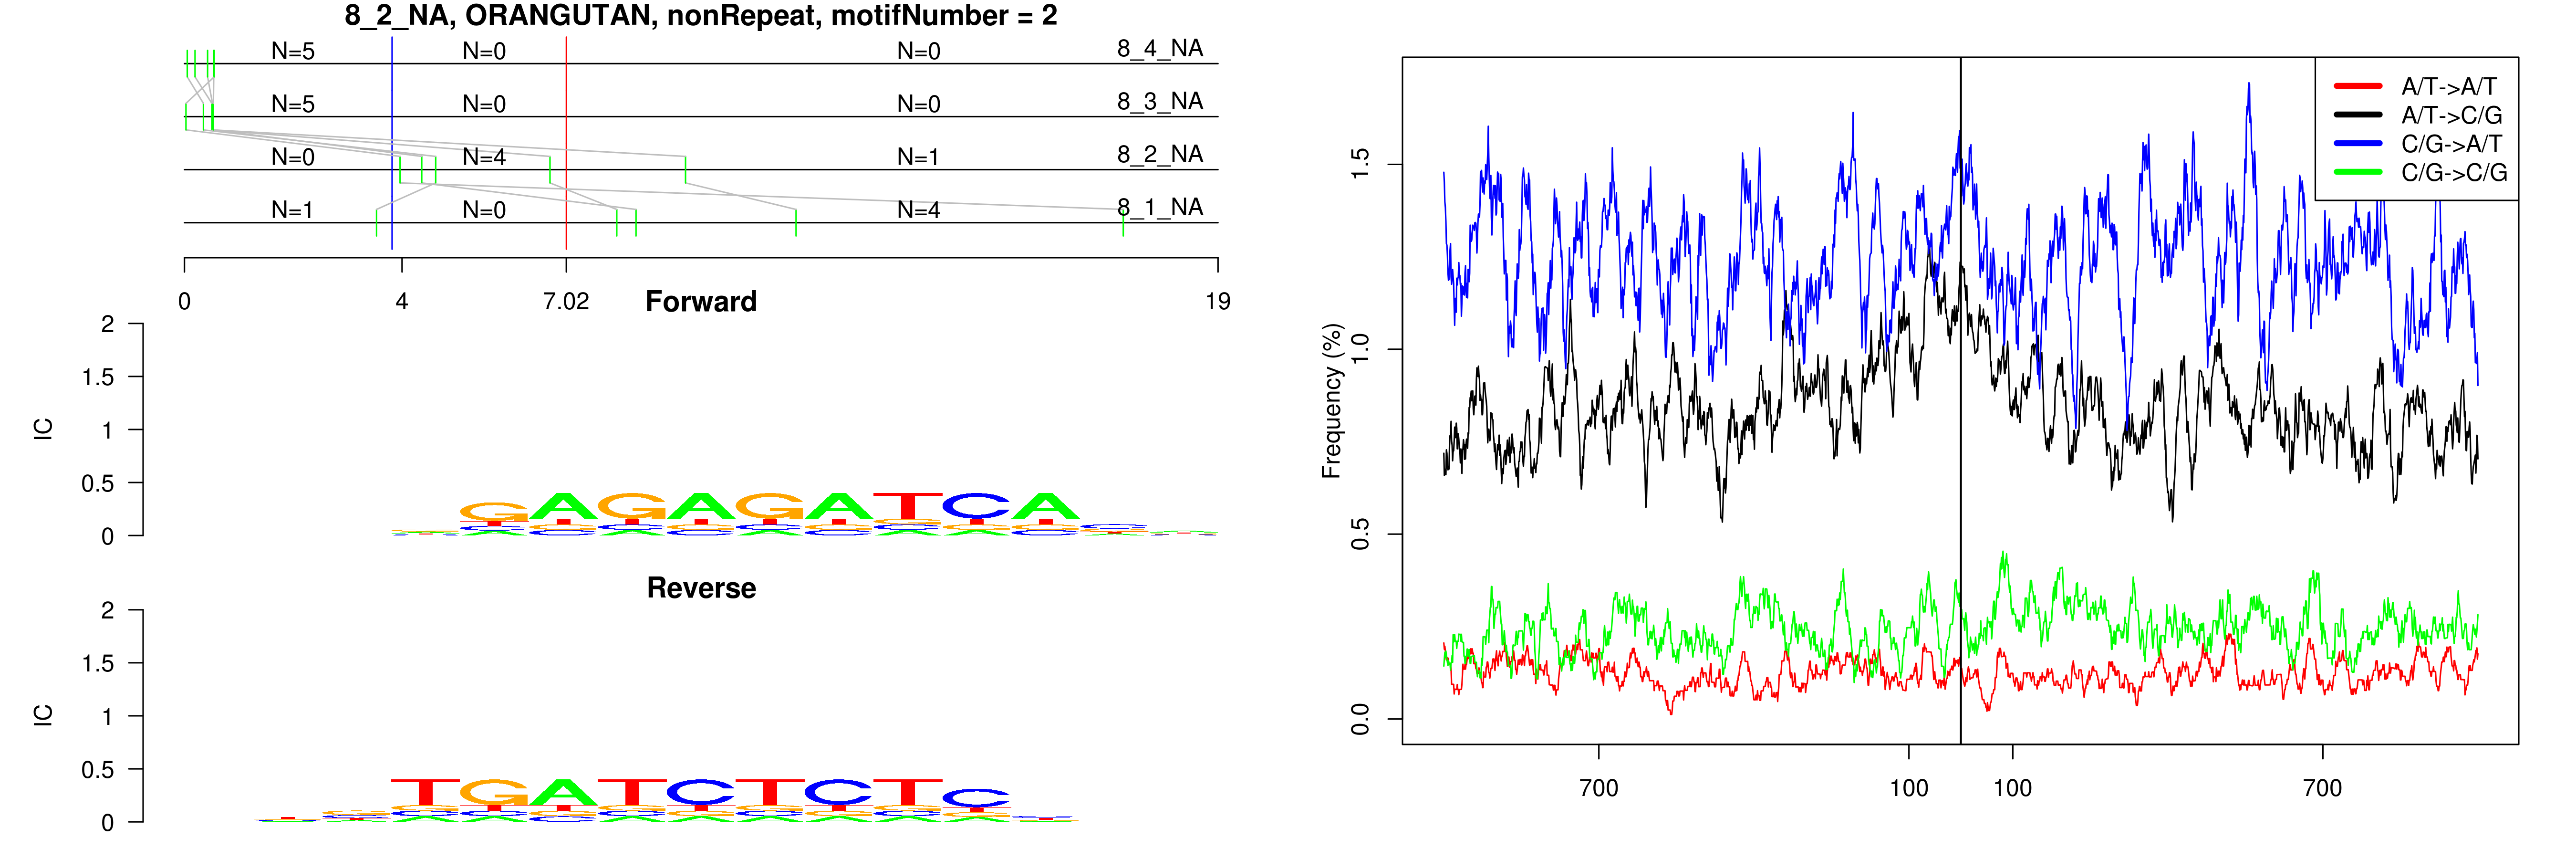 8_2_NA, ORANGUTAN, nonRepeat, motifNumber = 2
N=5 N=0 N=0 8_4_NA
N=5 N=0 N=0 8_3_NA
N=0 N=4 N=1 8_2_NA
N=1 N=0 N=4 8_1_NA
0 4 7.02 19
Forward
2
1.5
1
0.5
0
IC
GAGAGATCA
Reverse
2
1.5
1
0.5
0
IC
TGATCTCTC
A/T->A/T
A/T->C/G
C/G->A/T
C/G->C/G
Frequency (%)
1.5
1.0
0.5
0.0
700 100 100 700